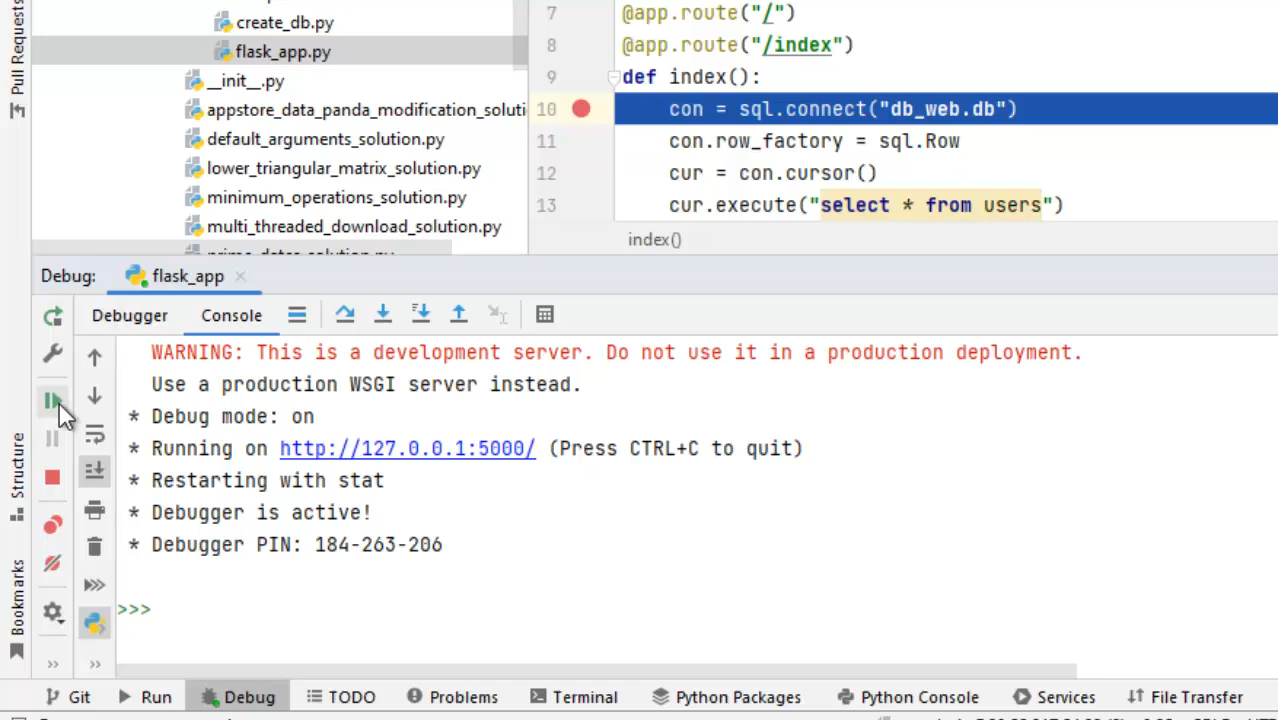 Pull Requests
create_db.py
flask_app.py
__init__.py
appstore_data_panda_modification_soluti
default_arguments_solution.py
lower_triangular_matrix_solution.py
minimum_operations_solution.py
multi_threaded_download_solution.py
7 @app.route("/")
8 @app.route("/index")
9 def index():
10 con = sql.connect("db_web.db")
11 con.row_factory = sql.Row
12 cur = con.cursor()
13 cur.execute("select * from users")
index()
Debug: flask_app
Debugger Console
WARNING: This is a development server. Do not use it in a production deployment.
Use a production WSGI server instead.
* Debug mode: on
* Running on http://127.0.0.1:5000/ (Press CTRL+C to quit)
* Restarting with stat
* Debugger is active!
* Debugger PIN: 184-263-206
>>>
Structure
Bookmarks
Git Run Debug TODO Problems Terminal Python Packages Python Console Services File Transfer